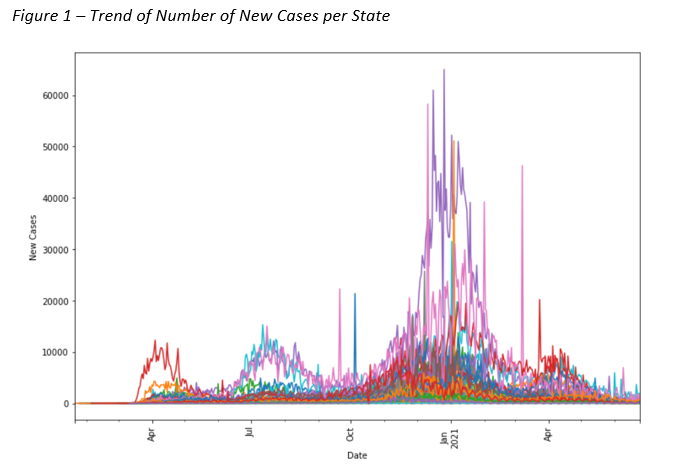 Figure 1 – Trend of Number of New Cases per State
60000
50000
40000
30000
20000
10000
0
New Cases
Apr
Jul
Oct
Jan
2021
Apr
Date